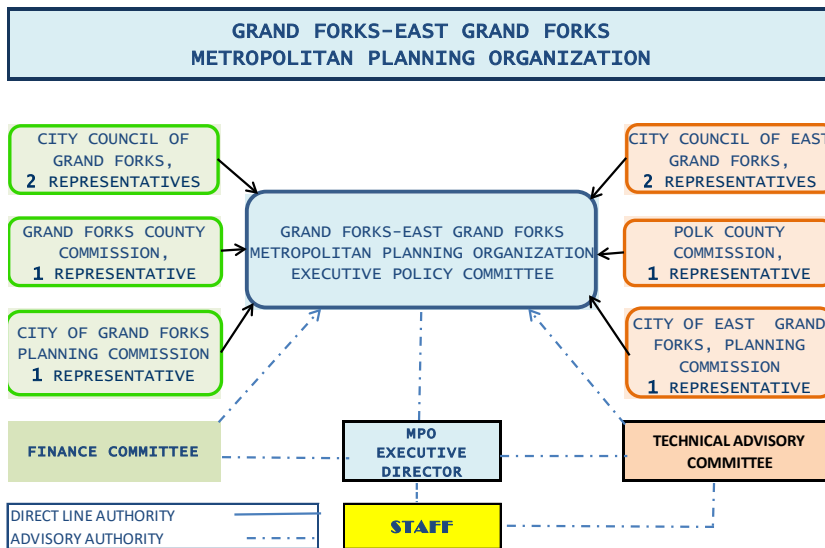 GRAND FORKS-EAST GRAND FORKS
METROPOLITAN PLANNING ORGANIZATION
CITY COUNCIL OF
GRAND FORKS,
2 REPRESENTATIVES
CITY COUNCIL OF EAST
GRAND FORKS,
2 REPRESENTATIVES
GRAND FORKS COUNTY
COMMISSION,
1 REPRESENTATIVE
GRAND FORKS-EAST GRAND FORKS
METROPOLITAN PLANNING ORGANIZATION
EXECUTIVE POLICY COMMITTEE
POLK COUNTY
COMMISSION,
1 REPRESENTATIVE
CITY OF GRAND FORKS
PLANNING COMMISSION
1 REPRESENTATIVE
CITY OF EAST GRAND
FORKS, PLANNING
COMMISSION
1 REPRESENTATIVE
FINANCE COMMITTEE
MPO
EXECUTIVE
DIRECTOR
TECHNICAL ADVISORY
COMMITTEE
DIRECT LINE AUTHORITY
ADVISORY AUTHORITY
STAFF